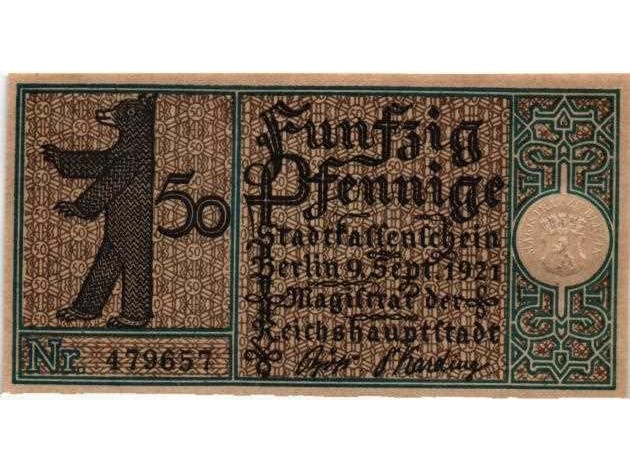 50
Fünfzig
Pfennige
Stadtkassenschein
Berlin 9. Sept. 1921
Magistrat der
Reichshauptstadt
Nr. 479657